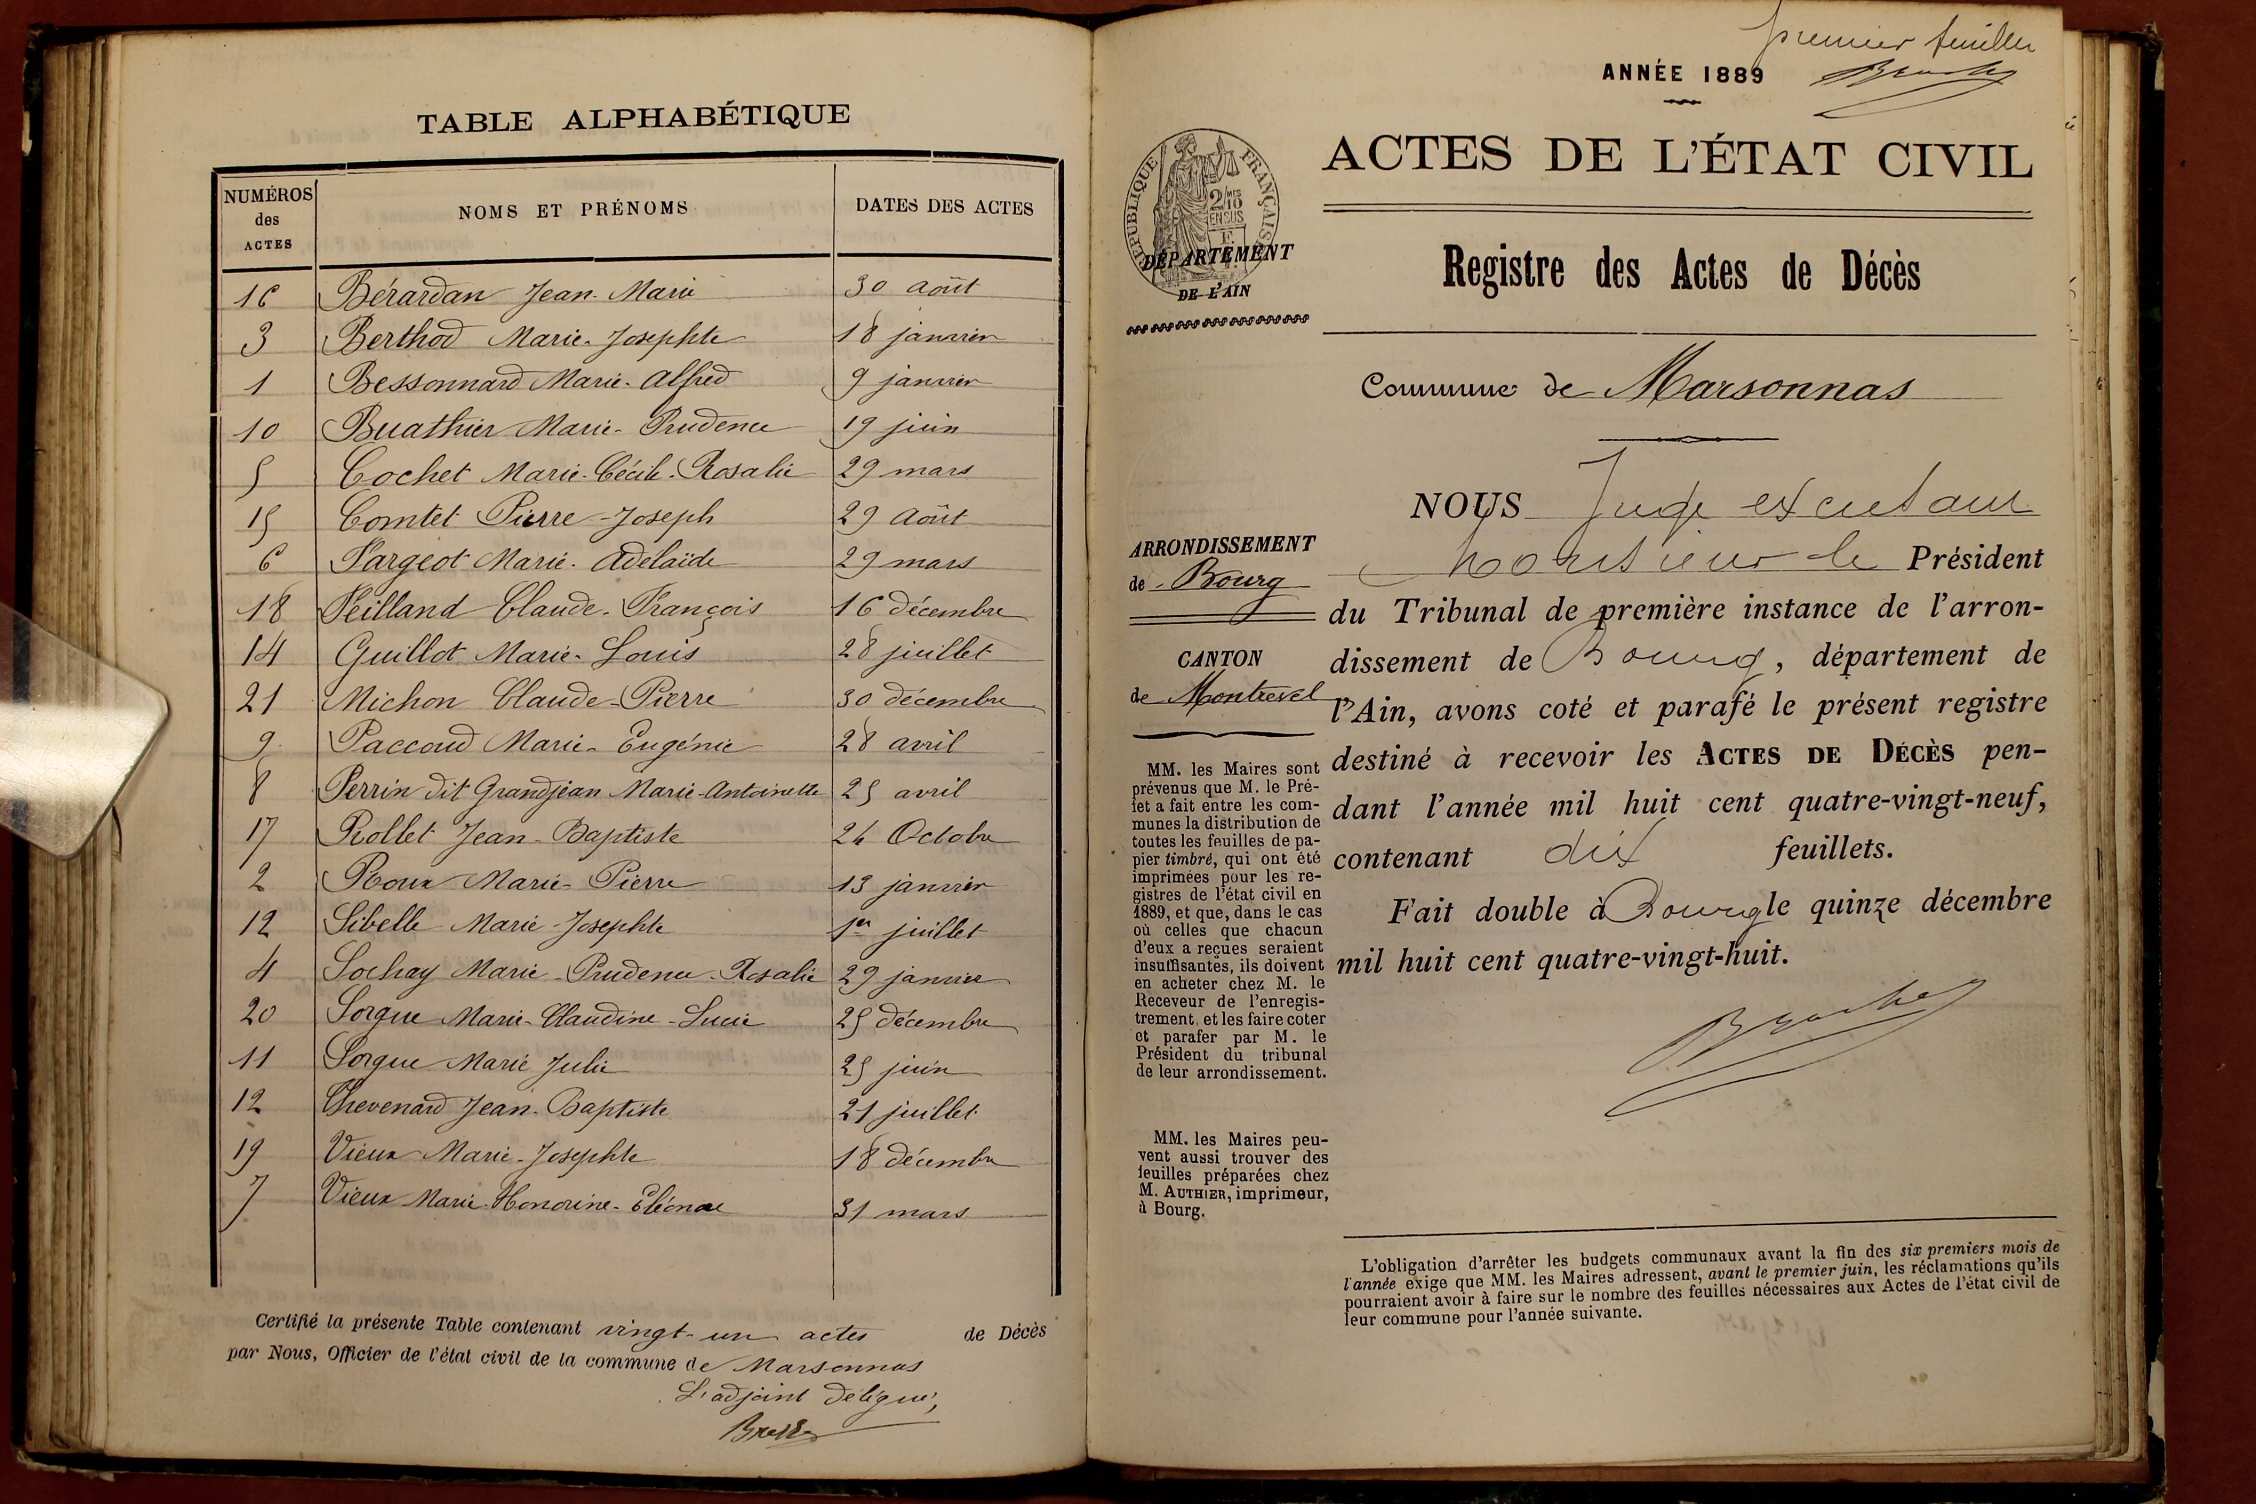 TABLE ALPHABÉTIQUE
NUMÉROS des ACTES NOMS ET PRÉNOMS DATES DES ACTES
16 Bérardan Jean-Marie 30 août
3 Berthod Marie-Josephte 18 janvier
1 Bessonnard Marie-Alfred 9 janvier
10 Buathier Marie-Prudence 19 juin
5 Cochet Marie-Cécile-Rosalie 29 mars
15 Comtet Pierre-Joseph 29 Août
6 Fargeot Marie-Adelaïde 29 mars
18 Feilland Claude-François 16 décembre
14 Guillot Marie-Louis 28 juillet
21 Michon Claude-Pierre 30 décembre
9 Paccoud Marie-Eugénie 28 avril
8 Perrin dit Grandjean Marie-Antoinette 25 avril
17 Rollet Jean-Baptiste 24 Octobre
2 Roux Marie-Pierre 13 janvier
12 Sibelle Marie-Josephte 1er juillet
4 Sochay Marie-Prudence-Rosalie 29 janvier
20 Sorgue Marie-Claudine-Lucie 25 décembre
11 Sorgue Marie Julie 25 juin
12 Thevenard Jean-Baptiste 21 juillet
19 Vieux Marie-Josephte 18 décembre
7 Vieux Marie-Honorine-Eléonore 31 mars
Certifié la présente Table contenant vingt-un actes de Décès
par Nous, Officier de l'état civil de la commune de Marsonnas
L'adjoint délégué,
premier feuillet
ANNÉE 1889
RÉPUBLIQUE FRANÇAISE
2/10 EN SUS
DÉPARTEMENT
DE L'AIN
ACTES DE L'ÉTAT CIVIL
Registre des Actes de Décès
Commune de Marsonnas
ARRONDISSEMENT
de Bourg
CANTON
de Montrevel
MM. les Maires sont
prévenus que M. le Pré-
fet a fait entre les com-
munes la distribution de
toutes les feuilles de pa-
pier timbré, qui ont été
imprimées pour les re-
gistres de l'état civil en
1889, et que, dans le cas
où celles que chacun
d'eux a reçues seraient
insuffisantes, ils doivent
en acheter chez M. le
Receveur de l'enregis-
trement, et les faire coter
et parafer par M. le
Président du tribunal
de leur arrondissement.
MM. les Maires peu-
vent aussi trouver des
feuilles préparées chez
M. AUTHIER, imprimeur,
à Bourg.
NOUS Juge
Monsieur le Président
du Tribunal de première instance de l'arron-
dissement de Bourg, département de
l'Ain, avons coté et parafé le présent registre
destiné à recevoir les ACTES DE DÉCÈS pen-
dant l'année mil huit cent quatre-vingt-neuf,
contenant dix feuillets.
Fait double à Bourg le quinze décembre
mil huit cent quatre-vingt-huit.
L'obligation d'arrêter les budgets communaux avant la fin des six premiers mois de
l'année exige que MM. les Maires adressent, avant le premier juin, les réclamations qu'ils
pourraient avoir à faire sur le nombre des feuilles nécessaires aux Actes de l'état civil de
leur commune pour l'année suivante.